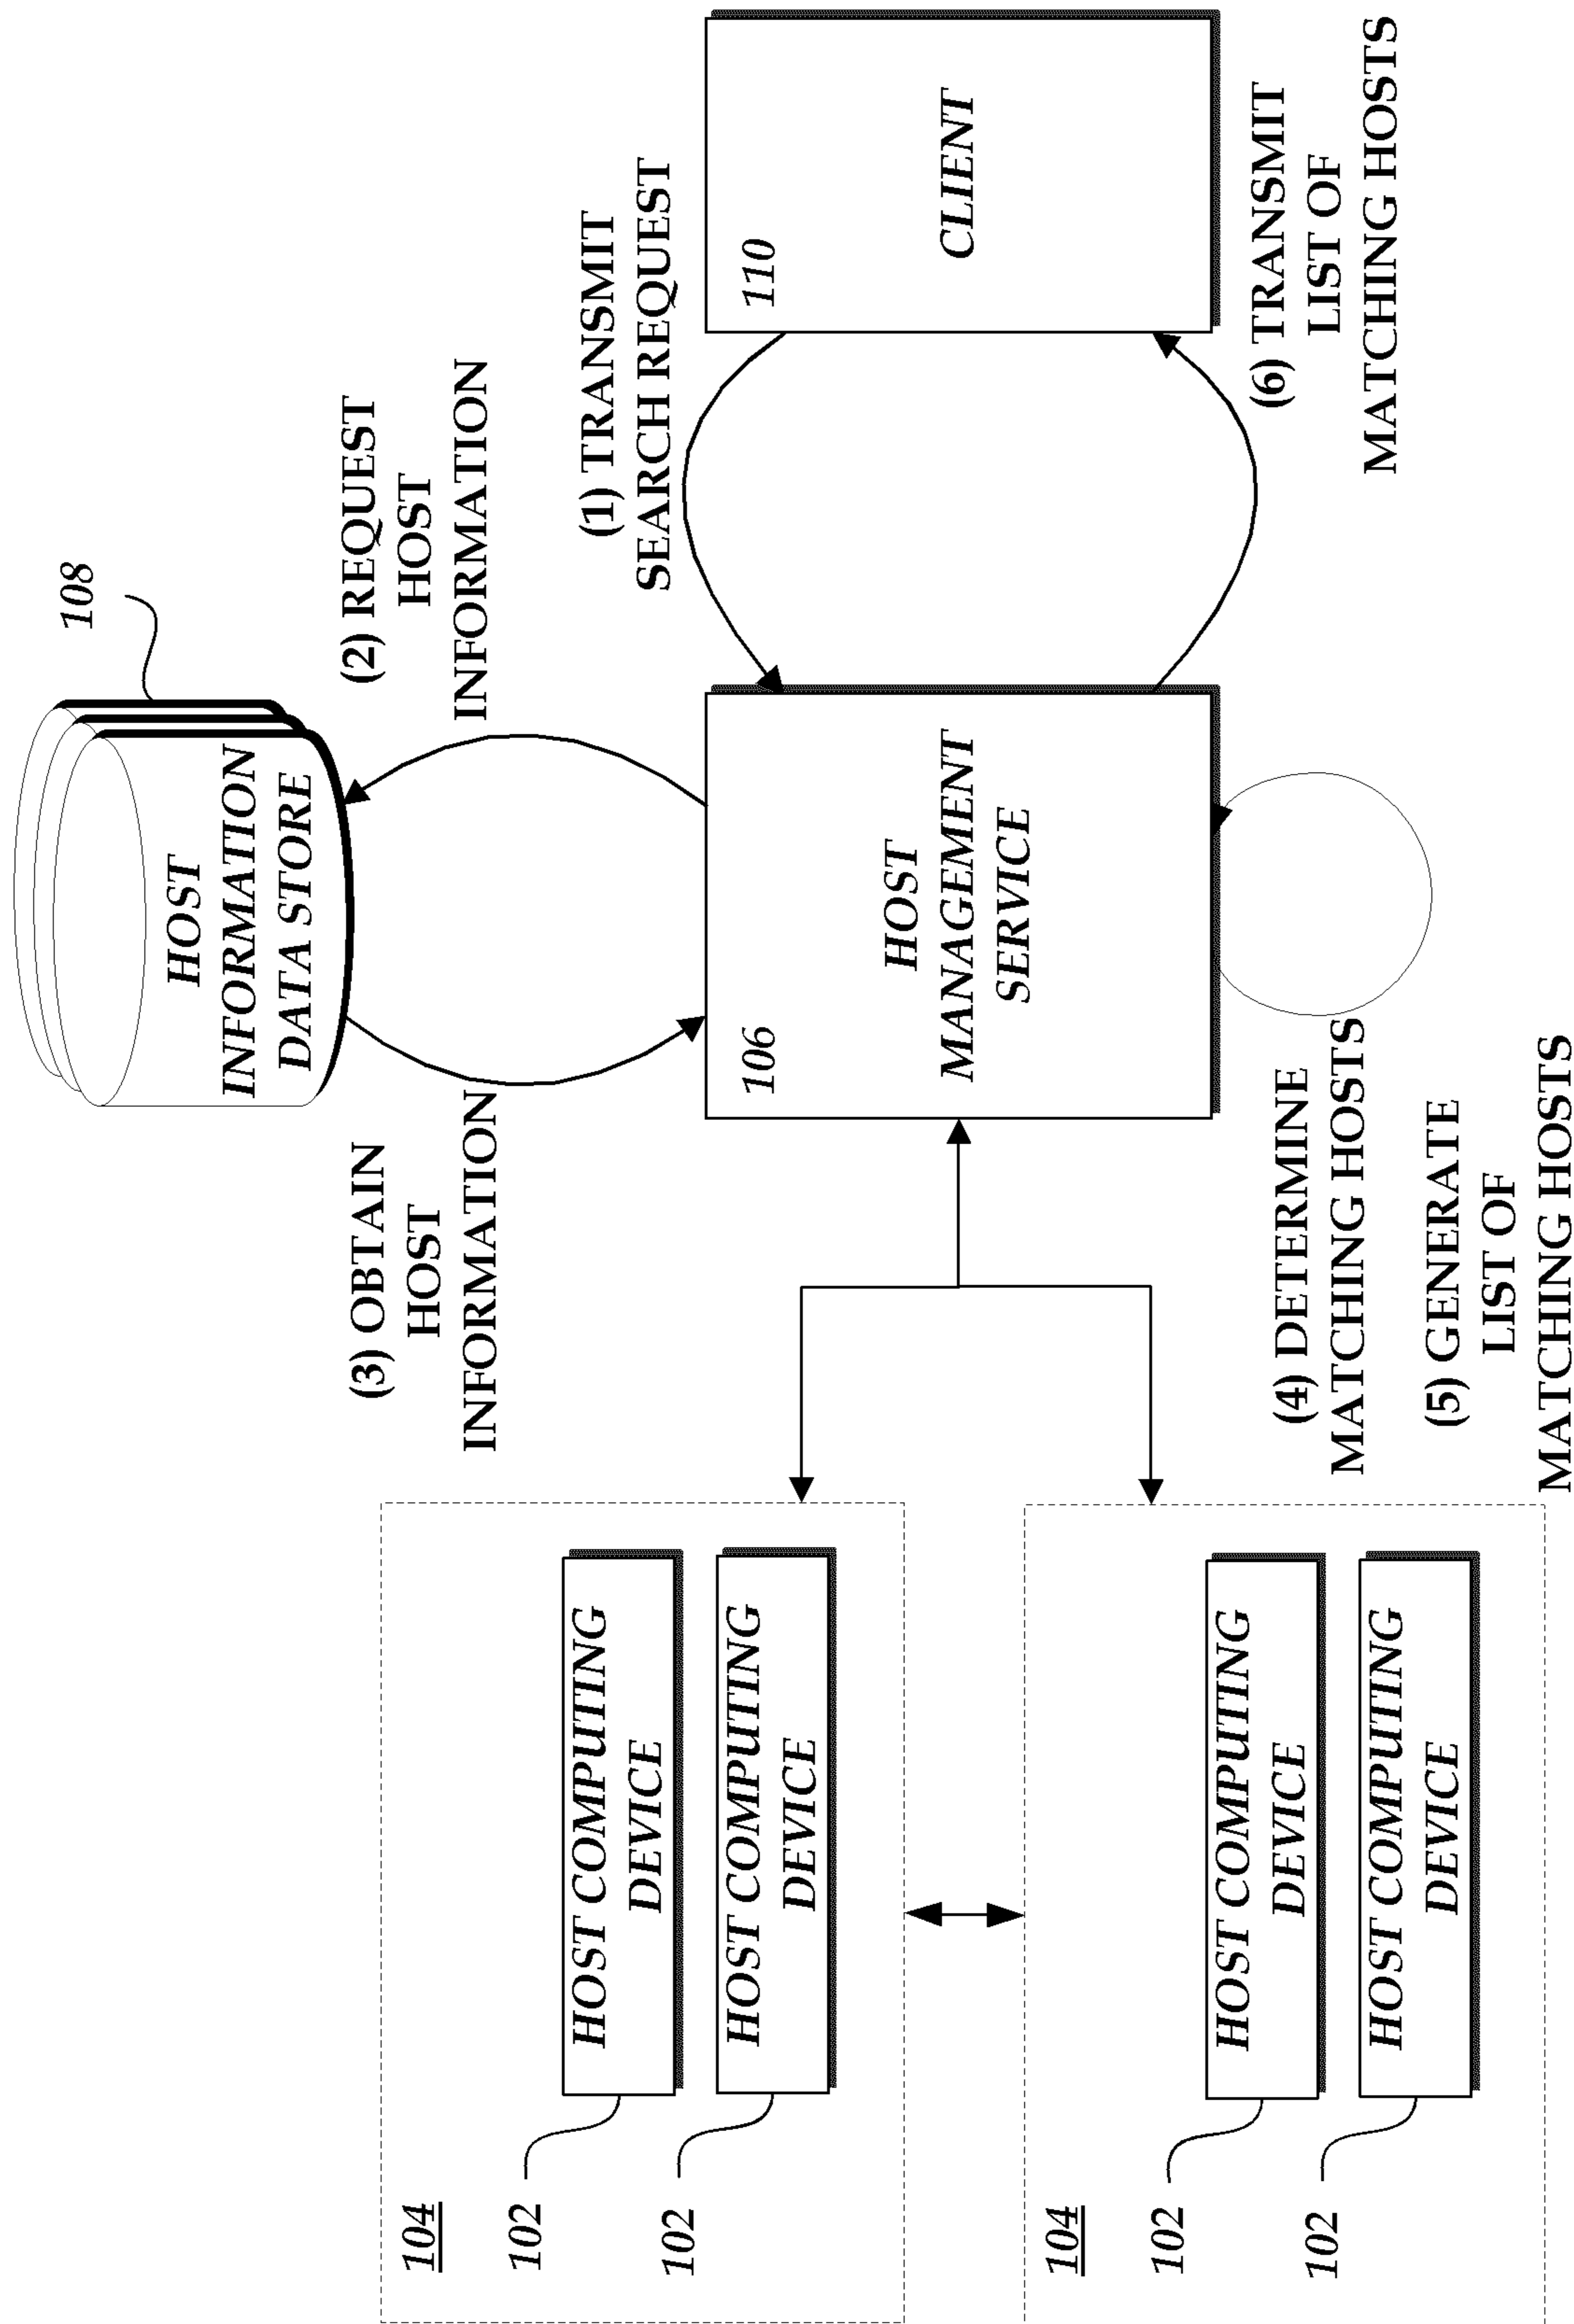 104
102
HOST COMPUTING
DEVICE
102
HOST COMPUTING
DEVICE
104
102
HOST COMPUTING
DEVICE
102
HOST COMPUTING
DEVICE
(3) OBTAIN
HOST
INFORMATION
HOST
INFORMATION
DATA STORE
108
(2) REQUEST
HOST
INFORMATION
106
HOST
MANAGEMENT
SERVICE
(4) DETERMINE
MATCHING HOSTS
(5) GENERATE
LIST OF
MATCHING HOSTS
(1) TRANSMIT
SEARCH REQUEST
110
CLIENT
(6) TRANSMIT
LIST OF
MATCHING HOSTS